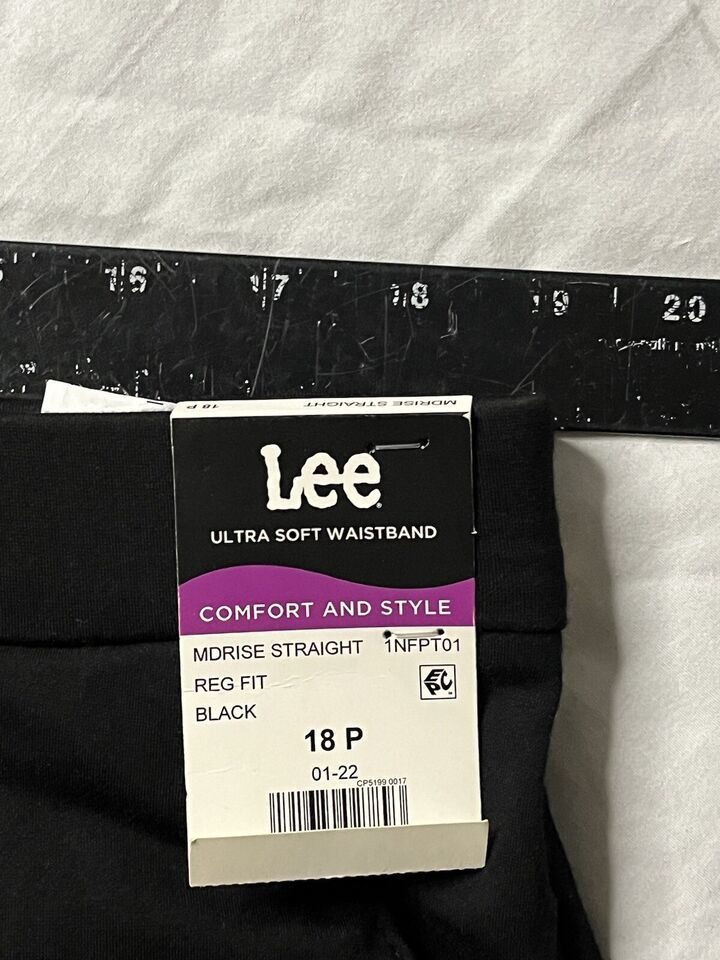 16 17 18 19 20
18 P MDRISE STRAIGHT
Lee
ULTRA SOFT WAISTBAND
COMFORT AND STYLE
MDRISE STRAIGHT 1NFPT01
REG FIT EPC
BLACK
18 P
01-22
CP5199 0017